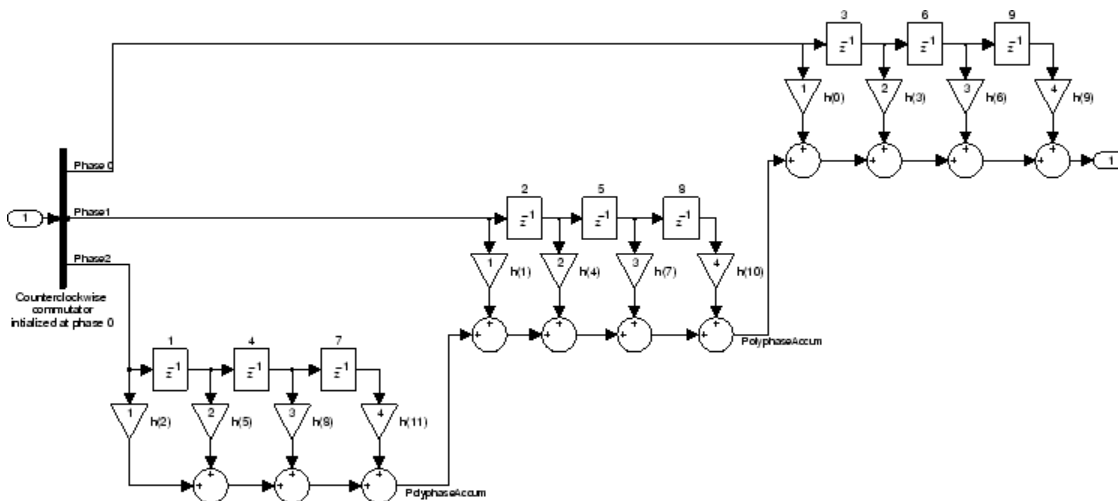 3 6 9
z⁻¹ z⁻¹ z⁻¹
1 h(0) 2 h(3) 3 h(6) 4 h(9)
+ + + +
+ + + + 1
Phase 0
2 5 8
1 Phase1 z⁻¹ z⁻¹ z⁻¹
1 h(1) 2 h(4) 3 h(7) 4 h(10)
Phase2
Counterclockwise
commutator
intialized at phase 0
+ + + +
+ + + +
PolyphaseAccum
1 4 7
z⁻¹ z⁻¹ z⁻¹
1 h(2) 2 h(5) 3 h(8) 4 h(11)
+ + +
+ + +
PolyphaseAccum